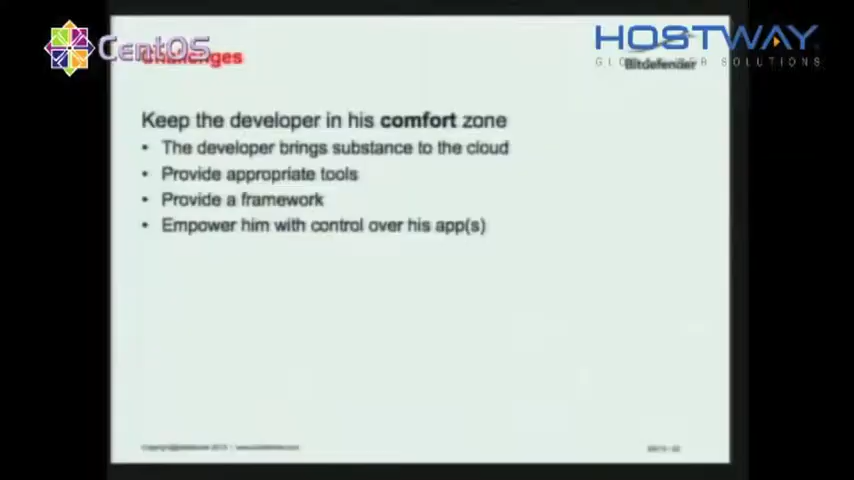 CentOS
HOSTWAY
Challenges
Bitdefender
Keep the developer in his comfort zone
• The developer brings substance to the cloud
• Provide appropriate tools
• Provide a framework
• Empower him with control over his app(s)